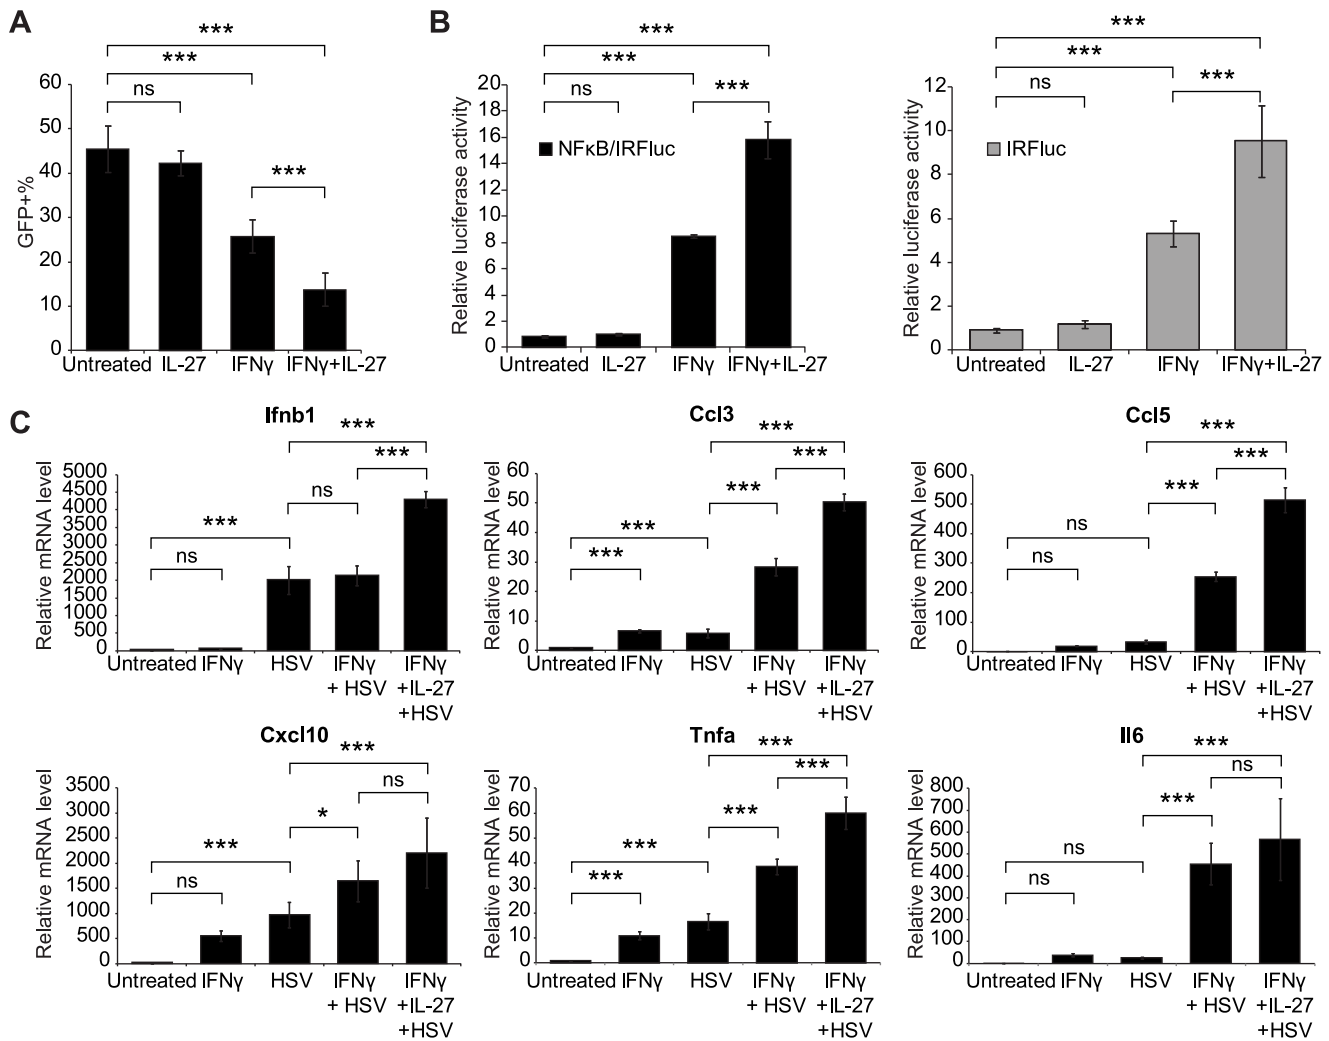 A
***
***
ns
***
60
50
40
30
20
10
0
GFP+%
Untreated IL-27 IFNγ IFNγ+IL-27
B
***
***
ns
***
20
18
16
14
12
10
8
6
4
2
0
Relative luciferase activity
NFκB/IRFluc
Untreated IL-27 IFNγ IFNγ+IL-27
***
***
ns
***
12
10
8
6
4
2
0
Relative luciferase activity
IRFluc
Untreated IL-27 IFNγ IFNγ+IL-27
C
Ifnb1
***
***
ns
***
ns
5000
4500
4000
3500
3000
2500
2000
1500
1000
500
0
Relative mRNA level
Untreated IFNγ HSV IFNγ IFNγ
+ HSV +IL-27
+HSV
Ccl3
***
***
***
***
***
60
50
40
30
20
10
0
Relative mRNA level
Untreated IFNγ HSV IFNγ IFNγ
+ HSV +IL-27
+HSV
Ccl5
***
***
***
ns
ns
600
500
400
300
200
100
0
Relative mRNA level
Untreated IFNγ HSV IFNγ IFNγ
+ HSV +IL-27
+HSV
Cxcl10
***
ns
*
***
ns
3500
3000
2500
2000
1500
1000
500
0
Relative mRNA level
Untreated IFNγ HSV IFNγ IFNγ
+ HSV +IL-27
+HSV
Tnfa
***
***
***
***
***
70
60
50
40
30
20
10
0
Relative mRNA level
Untreated IFNγ HSV IFNγ IFNγ
+ HSV +IL-27
+HSV
Il6
***
ns
***
ns
ns
800
700
600
500
400
300
200
100
0
Relative mRNA level
Untreated IFNγ HSV IFNγ IFNγ
+ HSV +IL-27
+HSV